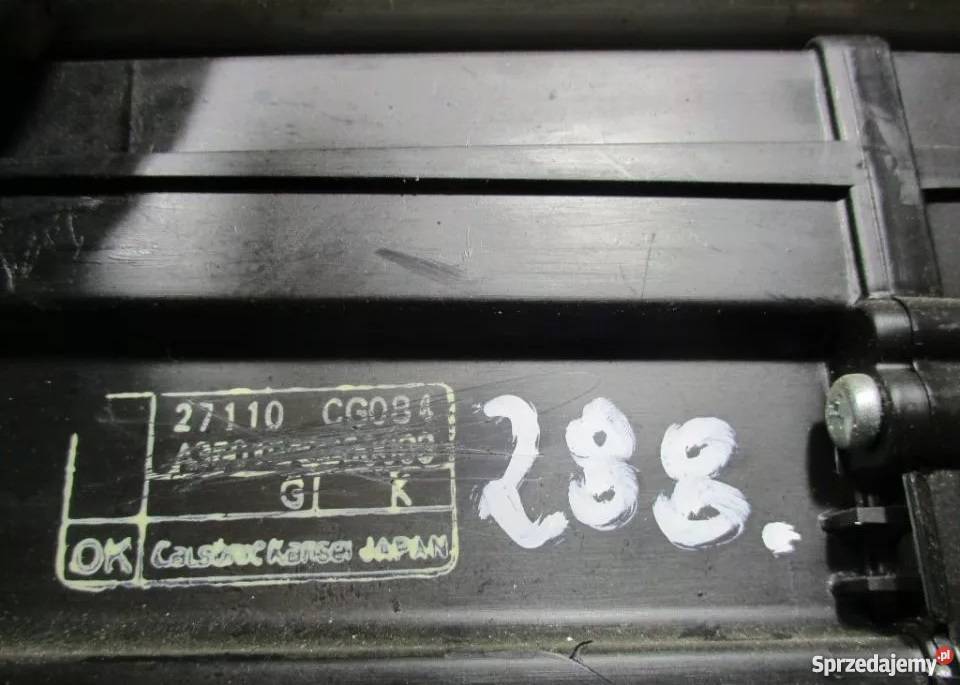 27110 CG084
G K
OK Calsonic Kansei JAPAN
288.
Sprzedajemy.pl